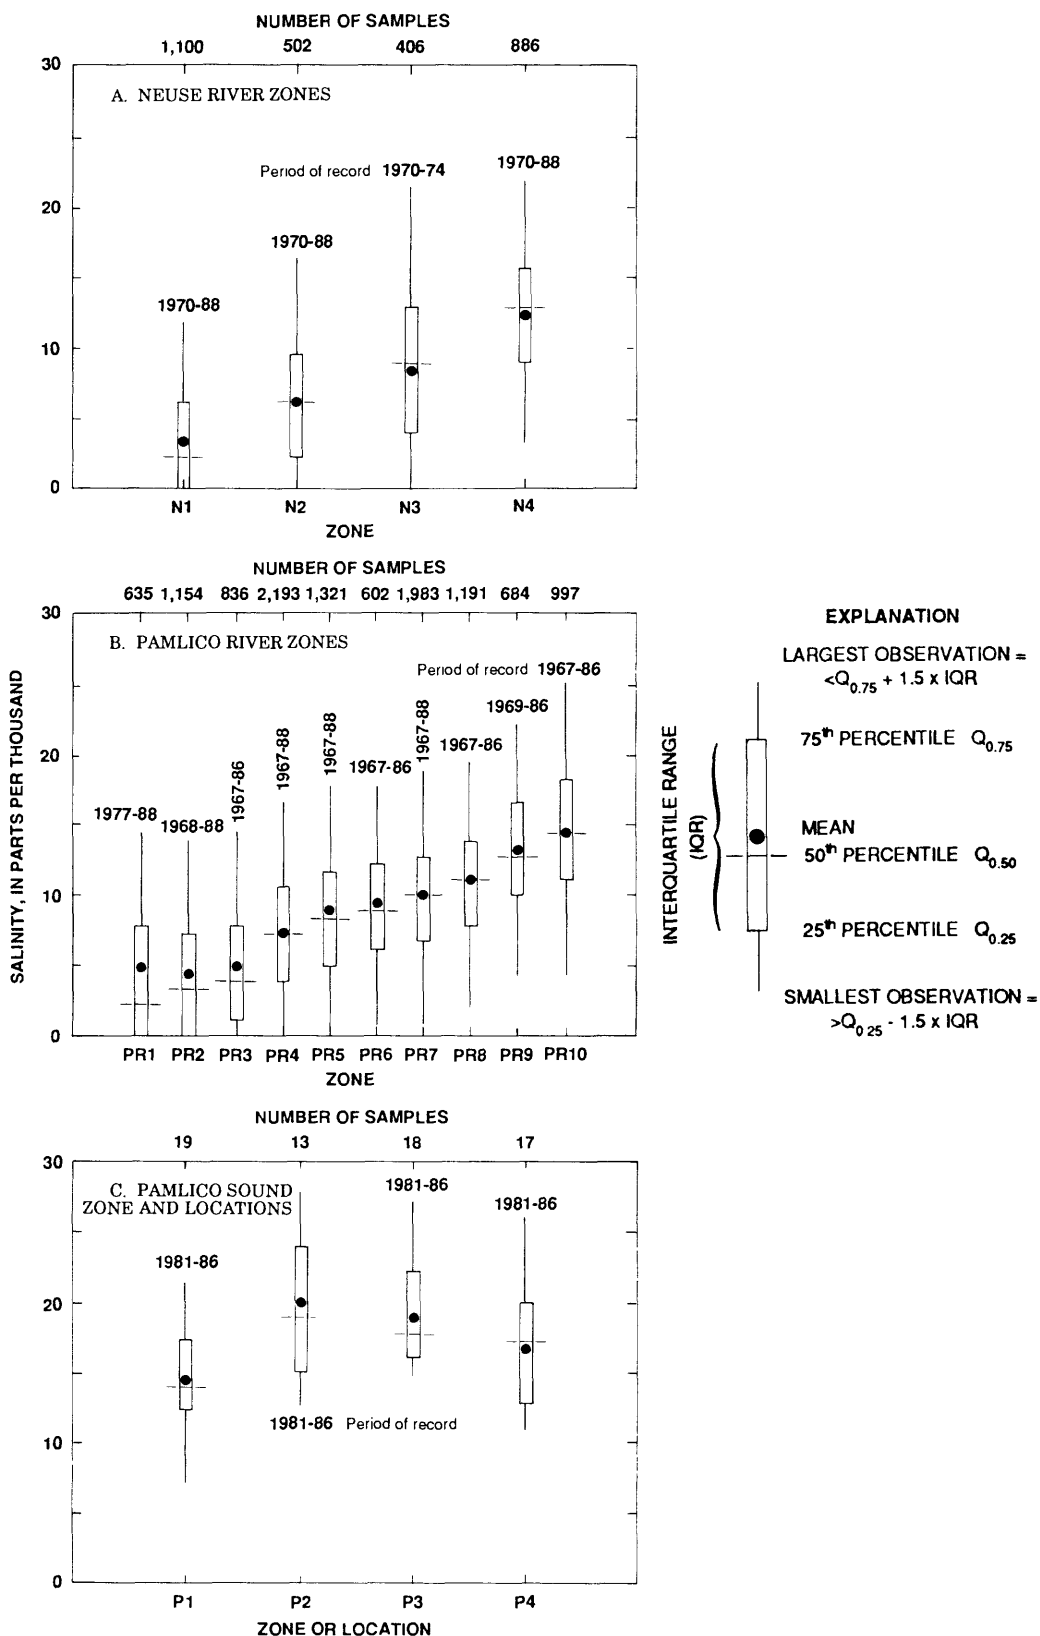 NUMBER OF SAMPLES
1,100 502 406 886
30
A. NEUSE RIVER ZONES
Period of record 1970-74
1970-88
20
1970-88
1970-88
10
0
N1 N2 N3 N4
ZONE
NUMBER OF SAMPLES
635 1,154 836 2,193 1,321 602 1,983 1,191 684 997
30
B. PAMLICO RIVER ZONES
Period of record 1967-86
1969-86
1967-88
1967-88
1967-88
1967-86
20
1967-86
1967-86
1977-88
1968-88
10
0
PR1 PR2 PR3 PR4 PR5 PR6 PR7 PR8 PR9 PR10
ZONE
SALINITY, IN PARTS PER THOUSAND
EXPLANATION
LARGEST OBSERVATION =
<Q0.75 + 1.5 x IQR
75th PERCENTILE Q0.75
INTERQUARTILE RANGE
(IQR)
MEAN
50th PERCENTILE Q0.50
25th PERCENTILE Q0.25
SMALLEST OBSERVATION =
>Q0.25 - 1.5 x IQR
NUMBER OF SAMPLES
19 13 18 17
30
C. PAMLICO SOUND
ZONE AND LOCATIONS
1981-86
1981-86
1981-86
20
1981-86 Period of record
10
0
P1 P2 P3 P4
ZONE OR LOCATION